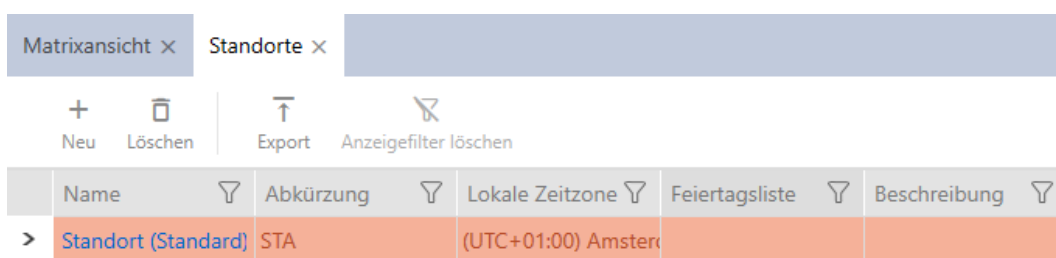 Matrixansicht × Standorte ×
Neu Löschen Export Anzeigefilter löschen
Name Abkürzung Lokale Zeitzone Feiertagsliste Beschreibung
Standort (Standard) STA (UTC+01:00)